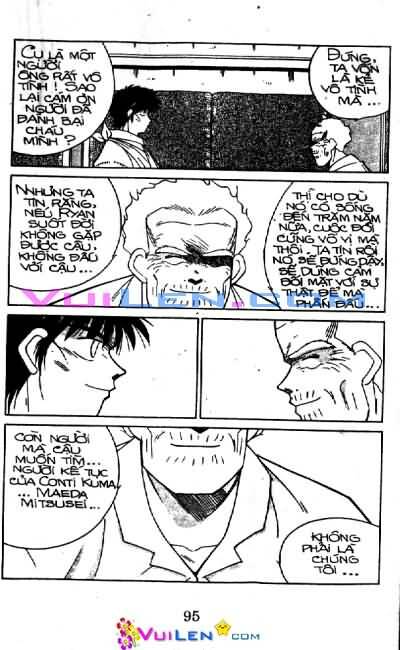 CỤ LÀ MỘT
NGƯỜI
ÔNG RẤT VÔ
TÌNH! SAO
LẠI CÁM ƠN
NGƯỜI ĐÃ
ĐÁNH BẠI
CHÁU
MÌNH?
ĐÚNG,
TA VỐN
LÀ KẺ
VÔ TÌNH
MÀ...
NHƯNG TA
TIN RẰNG,
NẾU RYAN
SUỐT ĐỜI
KHÔNG GẶP
ĐƯỢC CẬU,
KHÔNG ĐẤU
VỚI CẬU...
THÌ CHO DÙ
NÓ CÓ SỐNG
ĐẾN TRĂM NĂM
NỮA, CUỘC ĐỜI
CŨNG VÔ VỊ MÀ
THÔI. TA TIN RỒI
NÓ SẼ ĐỨNG DẬY,
SẼ DŨNG CẢM
ĐỐI MẶT VỚI SỰ
THẬT ĐỂ MÀ
PHẤN ĐẤU...
VUILEN.COM
CÒN NGƯỜI
MÀ CẬU
MUỐN TÌM...
NGƯỜI KẾ TỤC
CỦA CONTI KUMA
... MAEDA
MITSUSEI...
KHÔNG
PHẢI LÀ
CHÚNG
TÔI...
95
VUILEN
.COM